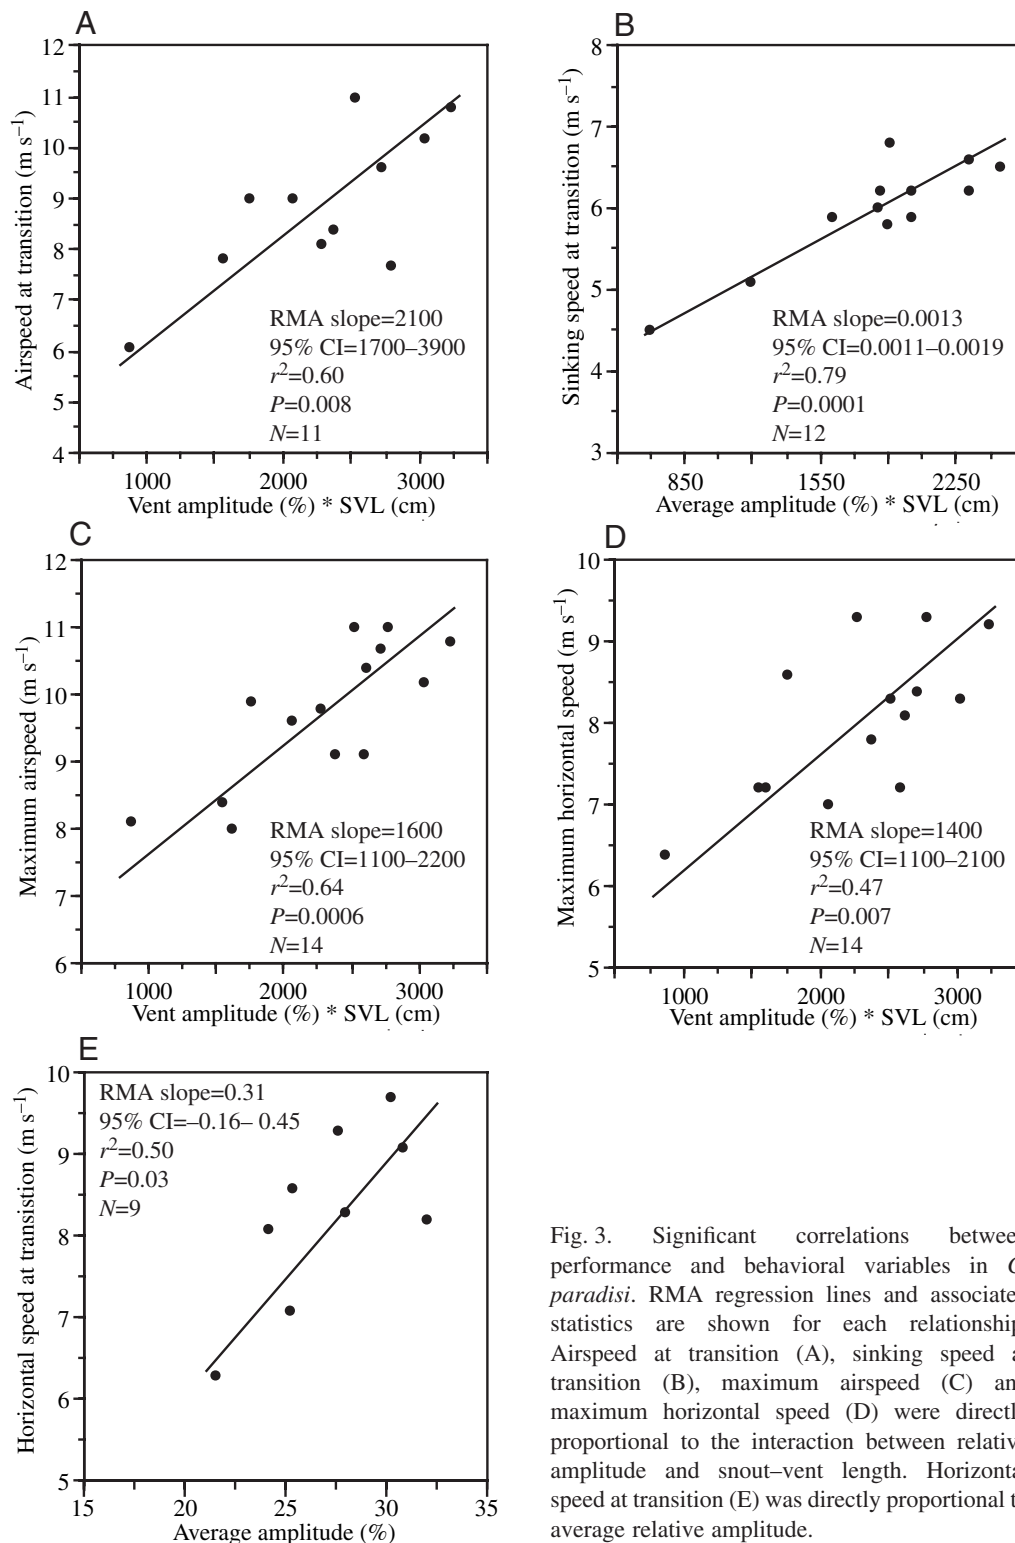 A
12
11
10
9
8
7
6
5
4
Airspeed at transition (m s–1)
RMA slope=2100
95% CI=1700–3900
r2=0.60
P=0.008
N=11
1000 2000 3000
Vent amplitude (%) * SVL (cm)
B
8
7
6
5
4
3
Sinking speed at transition (m s–1)
RMA slope=0.0013
95% CI=0.0011–0.0019
r2=0.79
P=0.0001
N=12
850 1550 2250
Average amplitude (%) * SVL (cm)
C
12
11
10
9
8
7
6
Maximum airspeed (m s–1)
RMA slope=1600
95% CI=1100–2200
r2=0.64
P=0.0006
N=14
1000 2000 3000
Vent amplitude (%) * SVL (cm)
D
10
9
8
7
6
5
Maximum horizontal speed (m s–1)
RMA slope=1400
95% CI=1100–2100
r2=0.47
P=0.007
N=14
1000 2000 3000
Vent amplitude (%) * SVL (cm)
E
10
9
8
7
6
5
Horizontal speed at transistion (m s–1)
RMA slope=0.31
95% CI=–0.16– 0.45
r2=0.50
P=0.03
N=9
15 20 25 30 35
Average amplitude (%)
Fig. 3. Significant correlations between
performance and behavioral variables in C
paradisi. RMA regression lines and associate
statistics are shown for each relationship
Airspeed at transition (A), sinking speed a
transition (B), maximum airspeed (C) an
maximum horizontal speed (D) were directl
proportional to the interaction between relativ
amplitude and snout–vent length. Horizonta
speed at transition (E) was directly proportional t
average relative amplitude.